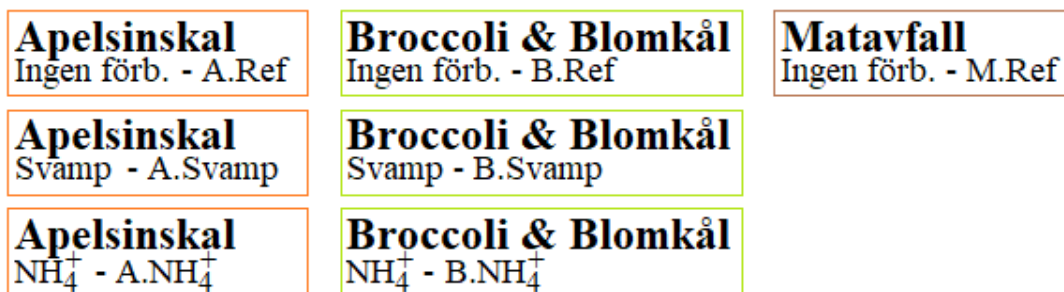 Apelsinskal
Ingen förb. - A.Ref
Broccoli & Blomkål
Ingen förb. - B.Ref
Matavfall
Ingen förb. - M.Ref
Apelsinskal
Svamp - A.Svamp
Broccoli & Blomkål
Svamp - B.Svamp
Apelsinskal
NH₄⁺ - A.NH₄⁺
Broccoli & Blomkål
NH₄⁺ - B.NH₄⁺